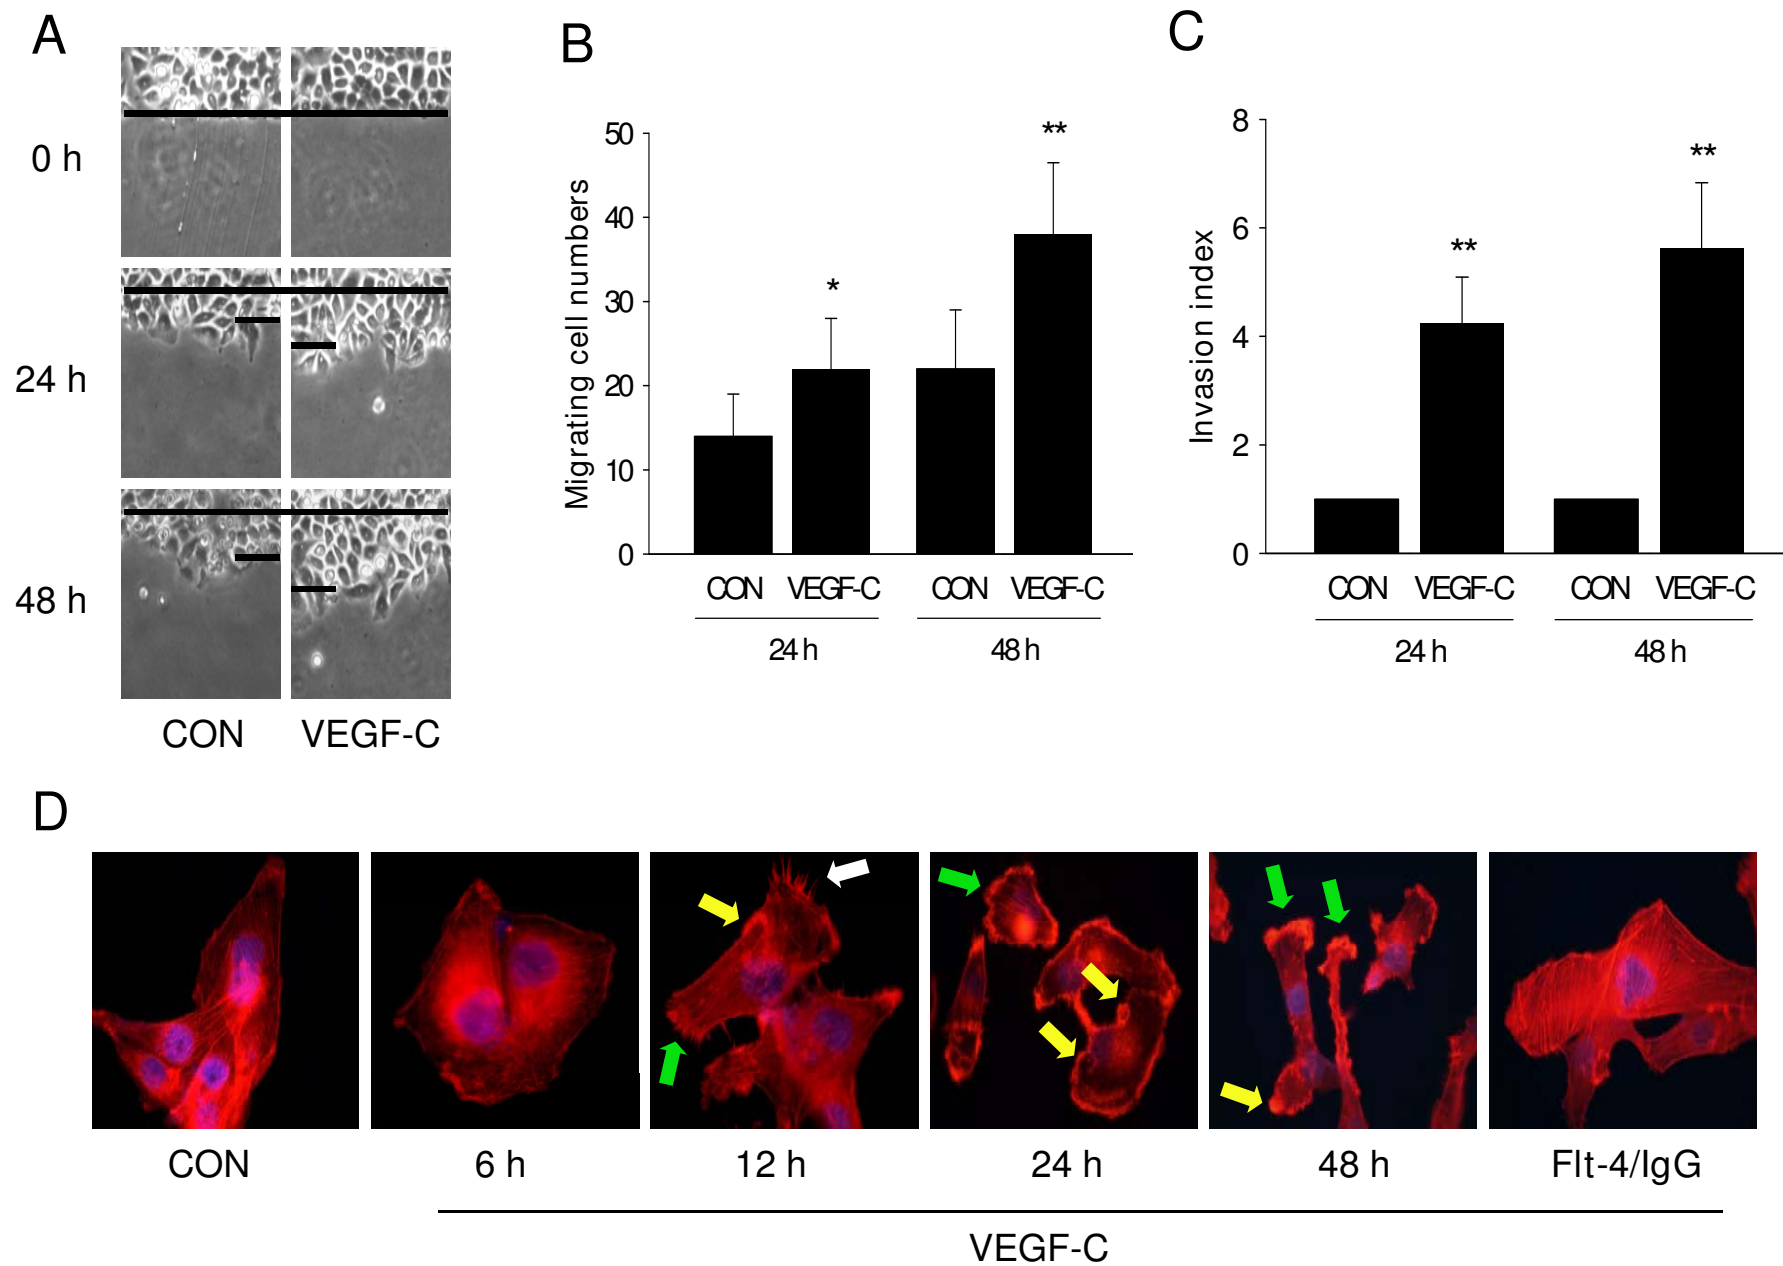 A
0 h
24 h
48 h
CON VEGF-C
B
Migrating cell numbers
50
40
30
20
10
0
*
**
CON VEGF-C CON VEGF-C
24 h 48 h
C
Invasion index
8
6
4
2
0
**
**
CON VEGF-C CON VEGF-C
24 h 48 h
D
CON 6 h 12 h 24 h 48 h Flt-4/IgG
VEGF-C